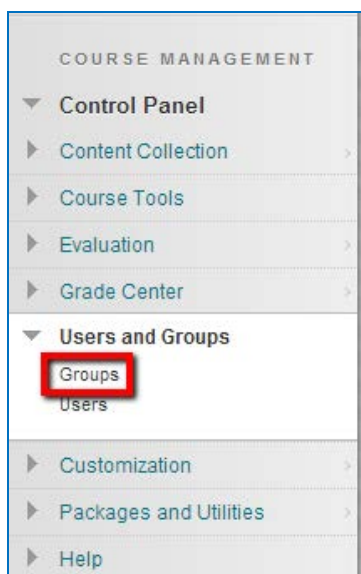 COURSE MANAGEMENT
Control Panel
Content Collection
Course Tools
Evaluation
Grade Center
Users and Groups
Groups
Users
Customization
Packages and Utilities
Help